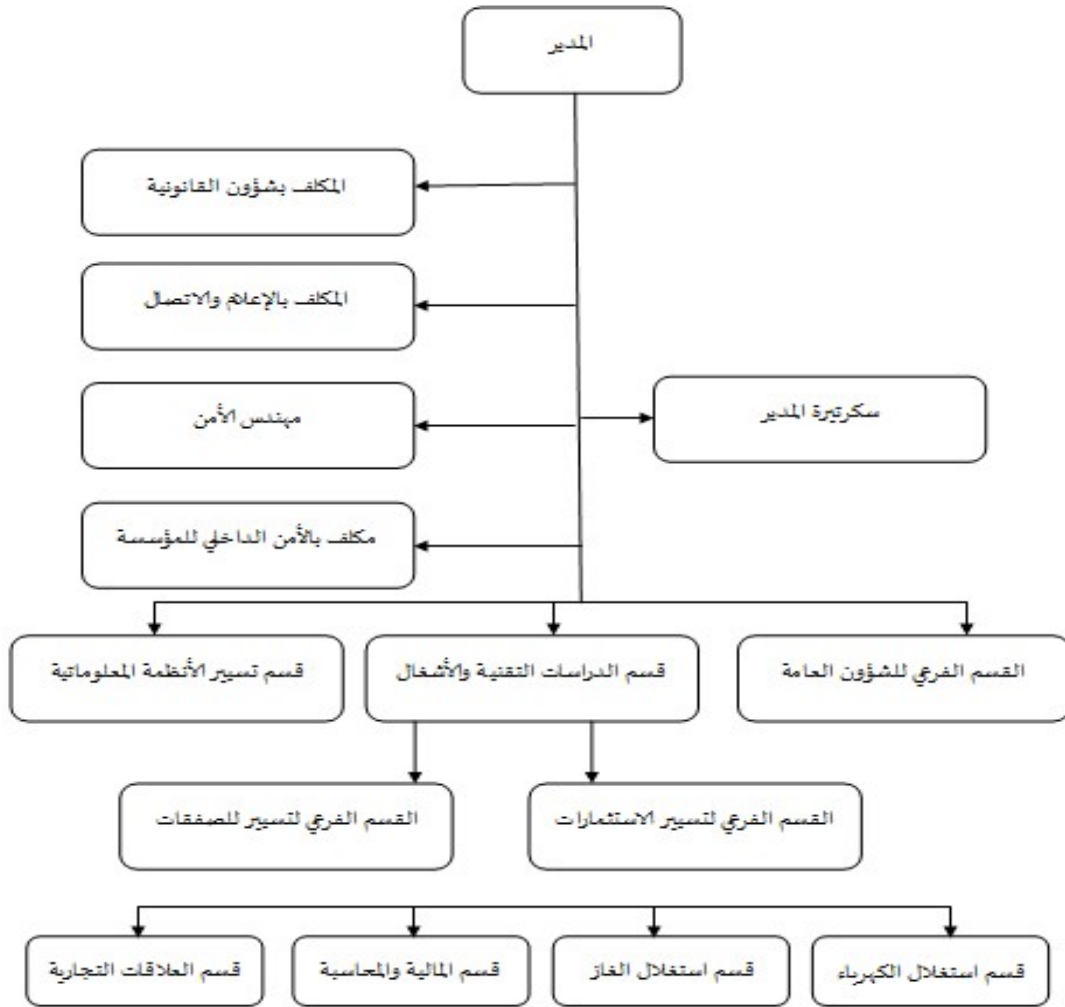 المدير
المكلف بشؤون القانونية
المكلف بالإعلام والاتصال
سكرتيرة المدير
مهندس الأمن
مكلف بالأمن الداخلي للمؤسسة
القسم الفرعي للشؤون العامة
قسم الدراسات التقنية والأشغال
قسم تسيير الأنظمة المعلوماتية
القسم الفرعي لتسيير الاستثمارات
القسم الفرعي لتسيير للصفقات
قسم استغلال الكهرباء
قسم استغلال الغاز
قسم المالية والمحاسبة
قسم العلاقات التجارية